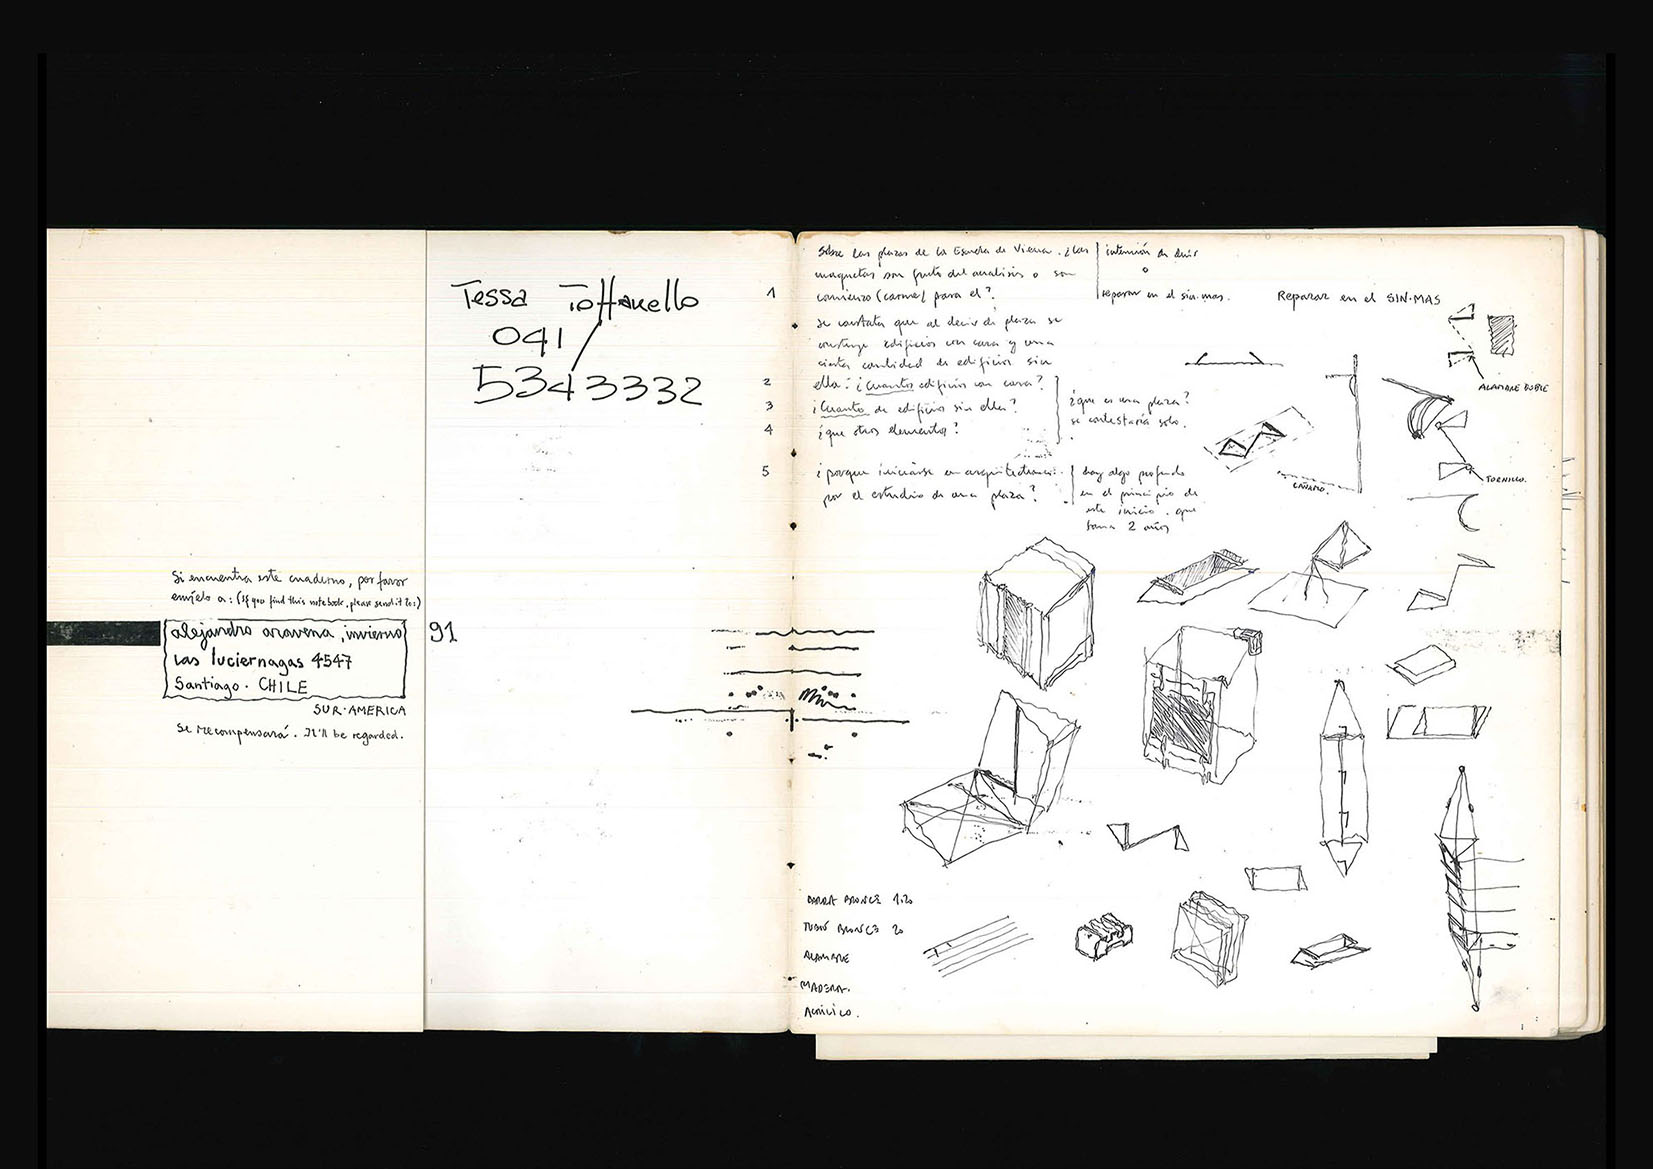 Si encuentra este cuaderno, por favor
envíelo a: (If you find this notebook, please send it to:)
alejandro aravena, invierno 91
Las luciernagas 4547
Santiago. CHILE
SUR·AMERICA
Se recompensará. It'll be regarded.
Tessa Toffanello
041/
5343332
1
Sobre las plazas de la Escuela de Viena. ¿las
maquetas son fruto del analisis o son
comienzo (carne) para el?
intención de decir
o
reparar en el sin-mas.
Reparar en el SIN·MAS
se constata que al decir de plaza se
construye edificios con cara y una
cierta cantidad de edificios sin
2
ella: ¿Cuantos edificios con cara?
3
¿Cuanto de edificios sin ella?
4
¿que otros elementos?
¿que es una plaza?
se contestaría solo.
5
¿porque iniciarse en arquitectura
por el estudio de una plaza?
hay algo profundo
en el principio de
este inicio. que
toma 2 años
ALAMBRE DOBLE
CAÑAMO.
TORNILLO.
BARRA BRONCE 1.20
TUBO BRONCE 20
ALAMBRE
MADERA.
ACRILICO.